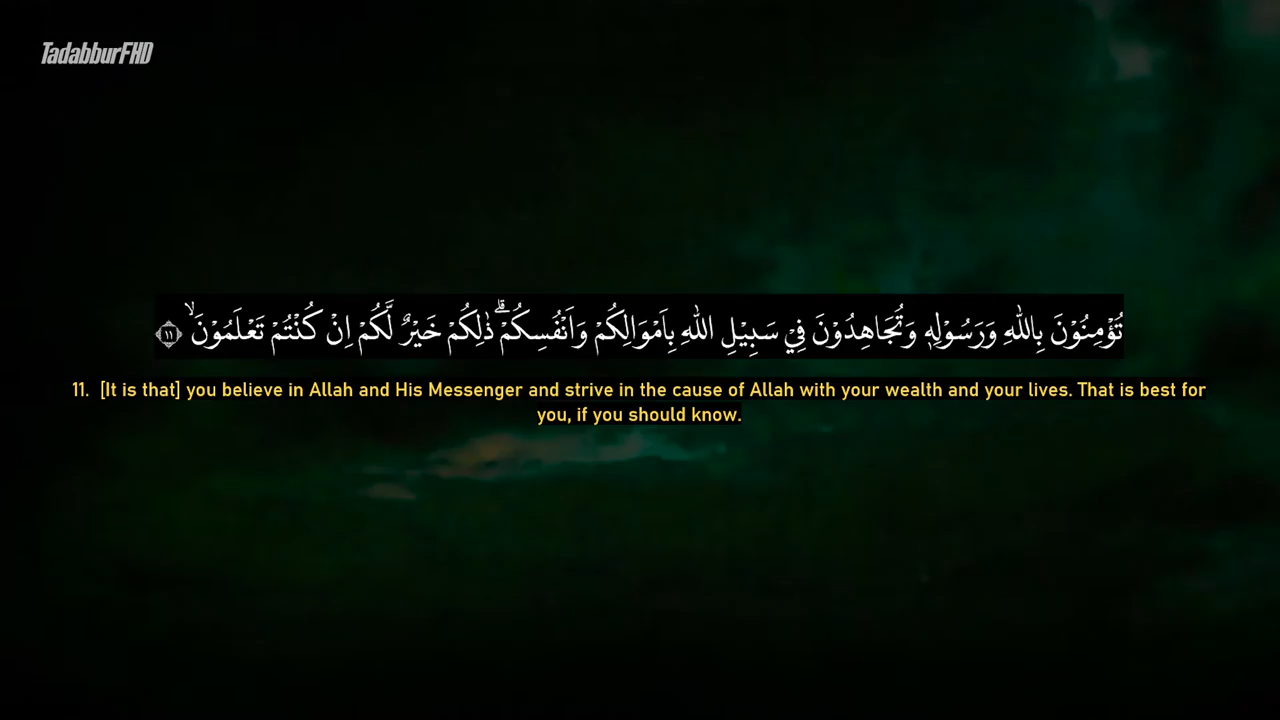 TadabburFHD
تُؤْمِنُوْنَ بِاللّٰهِ وَرَسُوْلِهٖ وَتُجَاهِدُوْنَ فِيْ سَبِيْلِ اللّٰهِ بِاَمْوَالِكُمْ وَاَنْفُسِكُمْۗ ذٰلِكُمْ خَيْرٌ لَّكُمْ اِنْ كُنْتُمْ تَعْلَمُوْنَۙ ١١
11. [It is that] you believe in Allah and His Messenger and strive in the cause of Allah with your wealth and your lives. That is best for
you, if you should know.